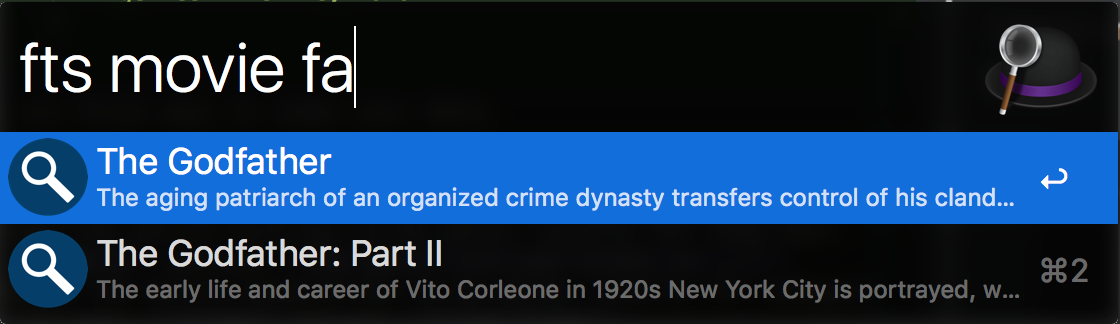 fts movie fa
The Godfather
The aging patriarch of an organized crime dynasty transfers control of his cland...
The Godfather: Part II
⌘2
The early life and career of Vito Corleone in 1920s New York City is portrayed, w...